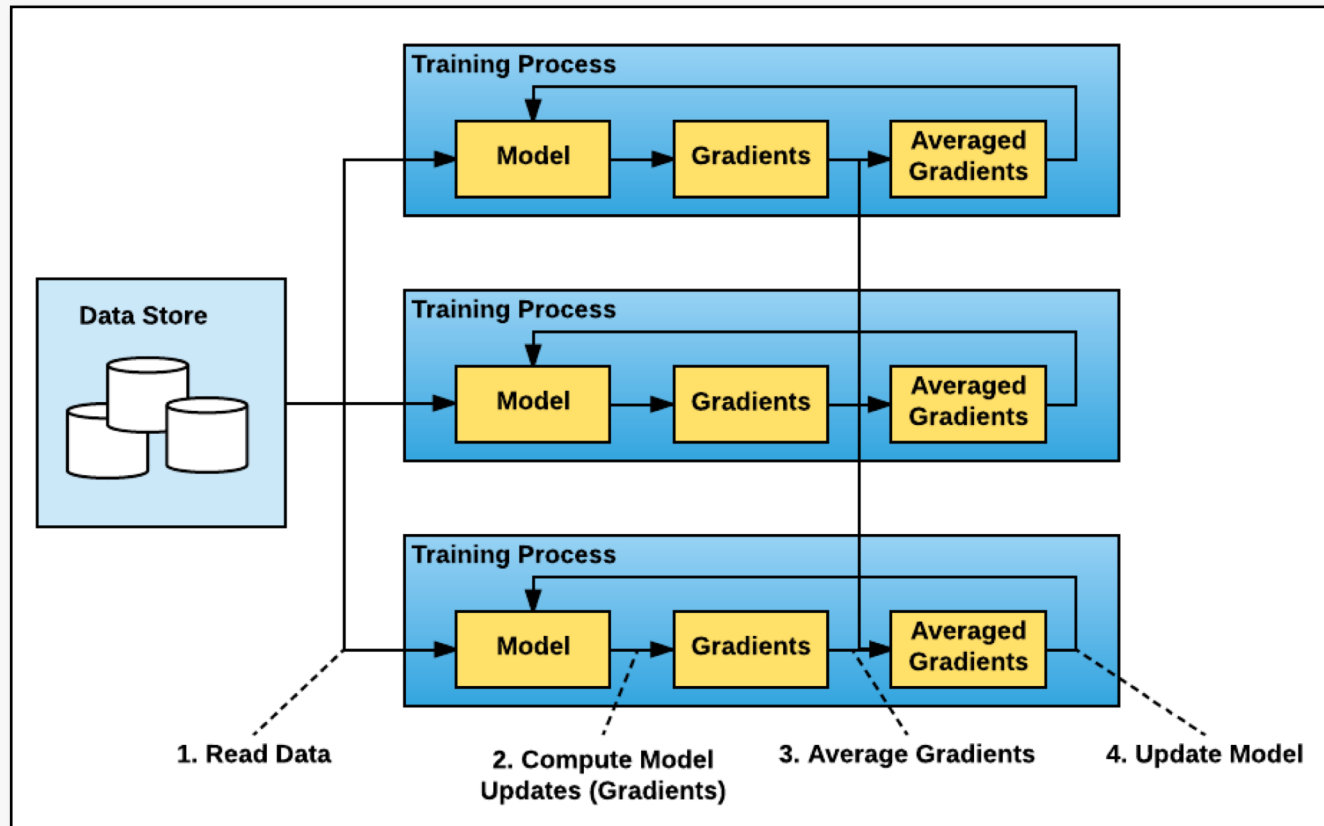 Training Process
Model
Gradients
Averaged
Gradients
Data Store
Training Process
Model
Gradients
Averaged
Gradients
Training Process
Model
Gradients
Averaged
Gradients
1. Read Data
2. Compute Model
Updates (Gradients)
3. Average Gradients
4. Update Model